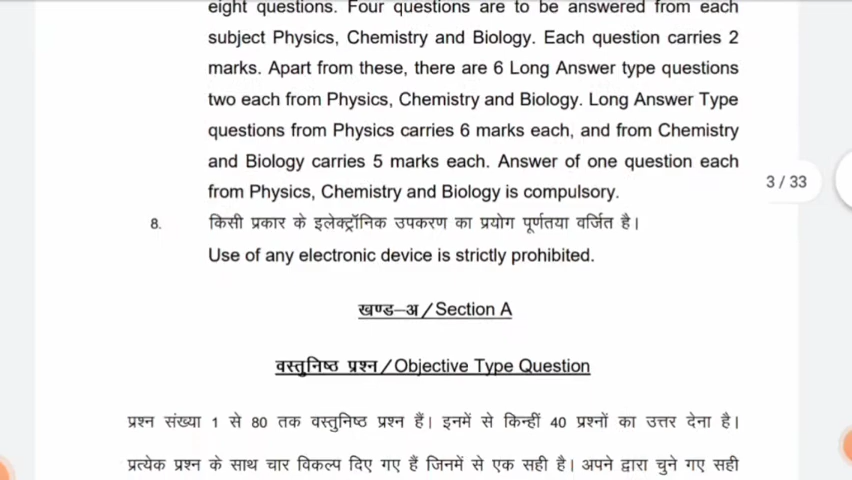 eight questions. Four questions are to be answered from each
subject Physics, Chemistry and Biology. Each question carries 2
marks. Apart from these, there are 6 Long Answer type questions
two each from Physics, Chemistry and Biology. Long Answer Type
questions from Physics carries 6 marks each, and from Chemistry
and Biology carries 5 marks each. Answer of one question each
3 / 33
from Physics, Chemistry and Biology is compulsory.
8. किसी प्रकार के इलेक्ट्रॉनिक उपकरण का प्रयोग पूर्णतया वर्जित है।
Use of any electronic device is strictly prohibited.
खण्ड–अ / Section A
वस्तुनिष्ठ प्रश्न / Objective Type Question
प्रश्न संख्या 1 से 80 तक वस्तुनिष्ठ प्रश्न हैं। इनमें से किन्हीं 40 प्रश्नों का उत्तर देना है।
प्रत्येक प्रश्न के साथ चार विकल्प दिए गए हैं जिनमें से एक सही है। अपने द्वारा चुने गए सही